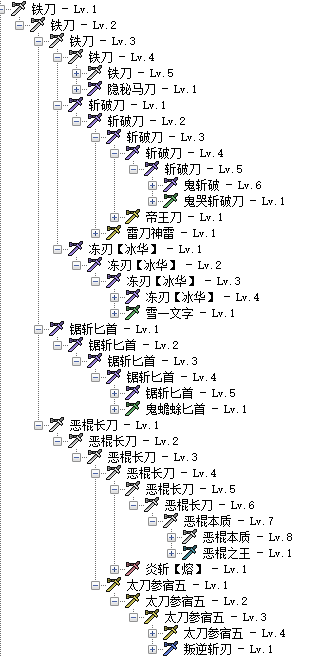 铁刀 - Lv.1
铁刀 - Lv.2
铁刀 - Lv.3
铁刀 - Lv.4
铁刀 - Lv.5
隐秘马刀 - Lv.1
斩破刀 - Lv.1
斩破刀 - Lv.2
斩破刀 - Lv.3
斩破刀 - Lv.4
斩破刀 - Lv.5
鬼斩破 - Lv.6
鬼哭斩破刀 - Lv.1
帝王刀 - Lv.1
雷刀神雷 - Lv.1
冻刃【冰华】 - Lv.1
冻刃【冰华】 - Lv.2
冻刃【冰华】 - Lv.3
冻刃【冰华】 - Lv.4
雪一文字 - Lv.1
锯斩匕首 - Lv.1
锯斩匕首 - Lv.2
锯斩匕首 - Lv.3
锯斩匕首 - Lv.4
锯斩匕首 - Lv.5
鬼蟾蜍匕首 - Lv.1
恶棍长刀 - Lv.1
恶棍长刀 - Lv.2
恶棍长刀 - Lv.3
恶棍长刀 - Lv.4
恶棍长刀 - Lv.5
恶棍长刀 - Lv.6
恶棍本质 - Lv.7
恶棍本质 - Lv.8
恶棍之王 - Lv.1
炎斩【熔】 - Lv.1
太刀参宿五 - Lv.1
太刀参宿五 - Lv.2
太刀参宿五 - Lv.3
太刀参宿五 - Lv.4
叛逆斩刃 - Lv.1